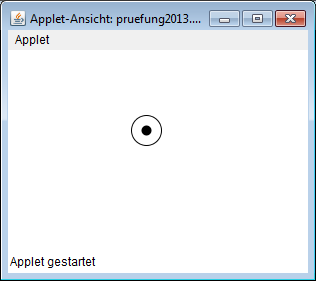 Applet-Ansicht: pruefung2013....
Applet
Applet gestartet